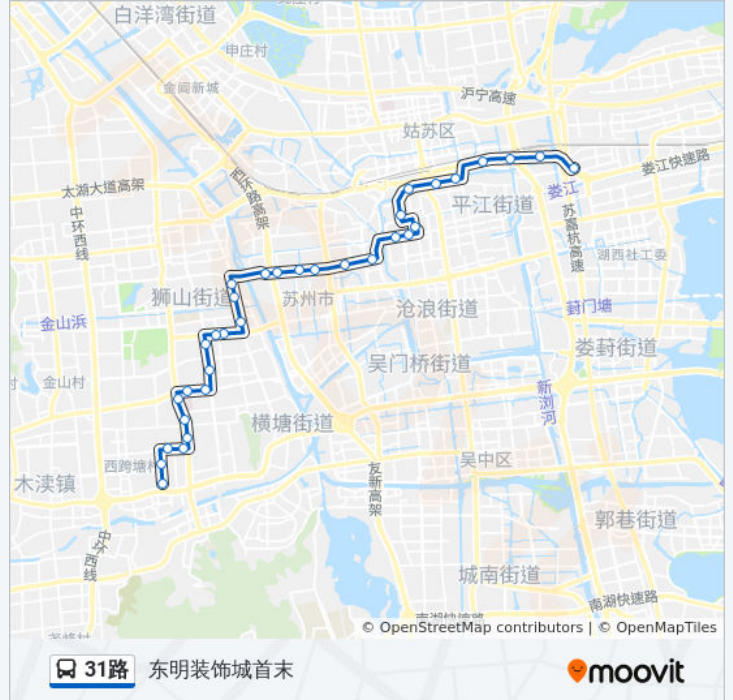 白洋湾街道
申庄村
金阊新城
沪宁高速
姑苏区
娄江快速路
太湖大道高架
西环路高架
娄江
平江街道
中环西线
苏嘉杭高速
湖西社工委
狮山街道
苏州市
沧浪街道
葑门塘
金山浜
娄葑街道
吴门桥街道
金山村
新浏河
横塘街道
吴中区
西跨塘村
木渎镇
友新高架
郭巷街道
中环西线
城南街道
南湖快速路
南湖快速路
© OpenStreetMap contributors | © OpenMapTiles
31路 东明装饰城首末
moovit